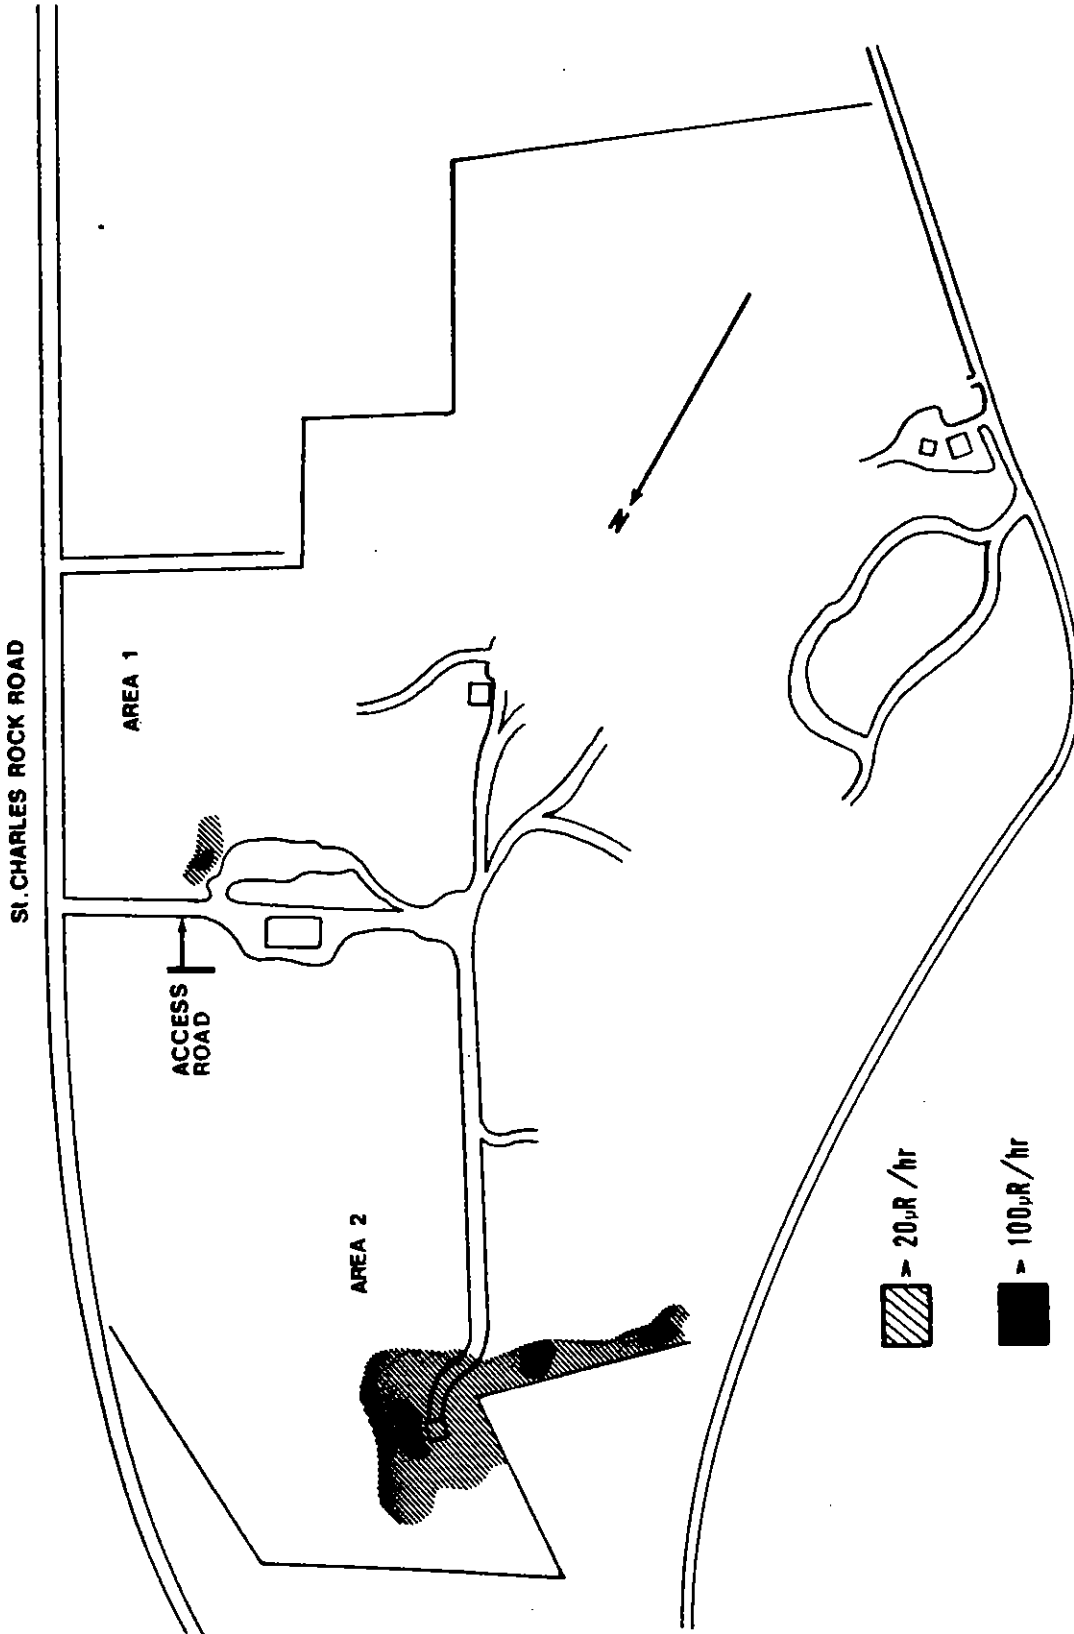 St. CHARLES ROCK ROAD
AREA 1
ACCESS
ROAD
N
AREA 2
> 20µR/hr
> 100µR/hr